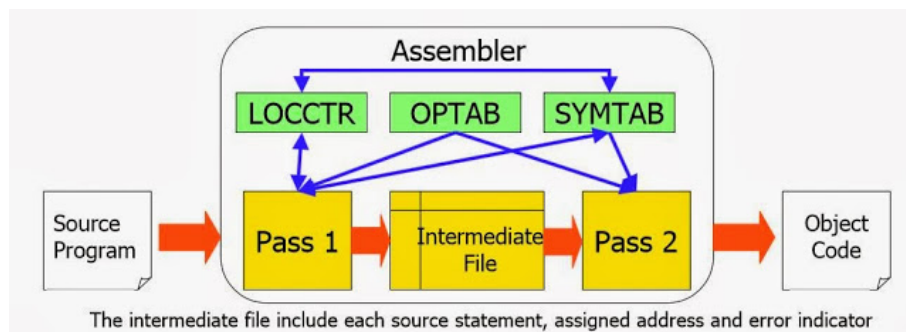 Assembler
LOCCTR
OPTAB
SYMTAB
Source
Program
Pass 1
Intermediate
File
Pass 2
Object
Code
The intermediate file include each source statement, assigned address and error indicator